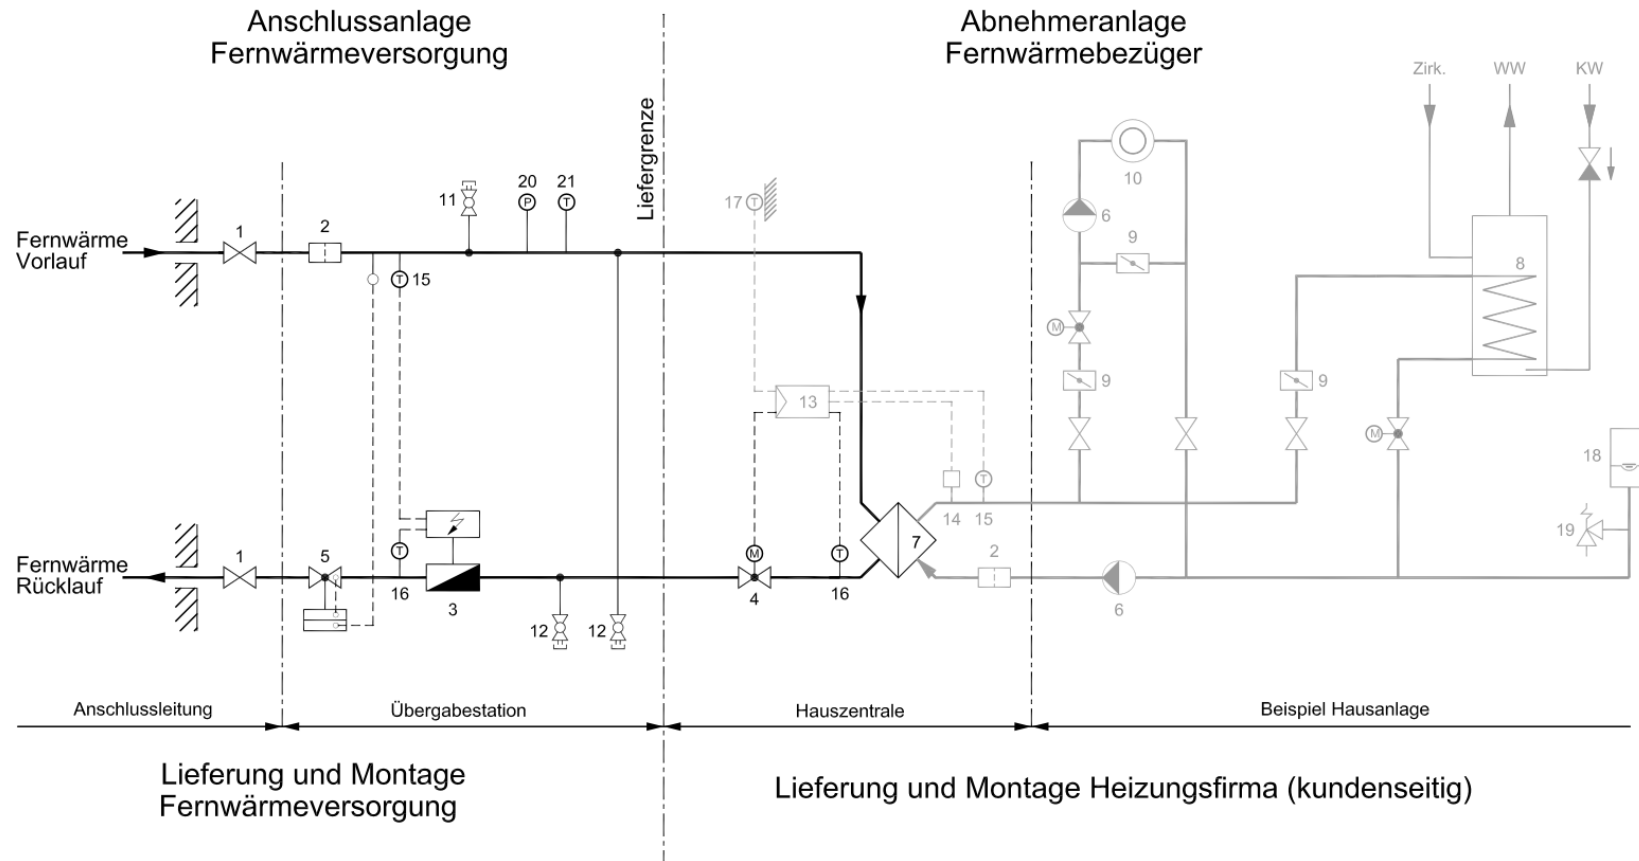 Anschlussanlage
Fernwärmeversorgung
Abnehmeranlage
Fernwärmebezüger
Liefergrenze
Zirk. WW KW
10
11 20 21 17 6
P T T
1 2 9
Fernwärme
Vorlauf
8
T 15
M
9 9
13
M
18
14 15
T
5 T M T 7 2 19
1
Fernwärme
Rücklauf
16 3 4 16 6
12 12
Anschlussleitung Übergabestation Hauszentrale Beispiel Hausanlage
Lieferung und Montage
Fernwärmeversorgung
Lieferung und Montage Heizungsfirma (kundenseitig)